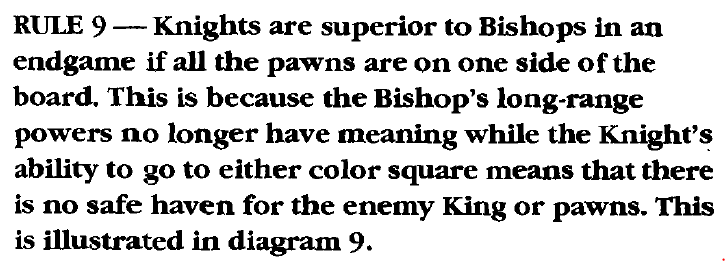 RULE 9 — Knights are superior to Bishops in an
endgame if all the pawns are on one side of the
board. This is because the Bishop's long-range
powers no longer have meaning while the Knight's
ability to go to either color square means that there
is no safe haven for the enemy King or pawns. This
is illustrated in diagram 9.